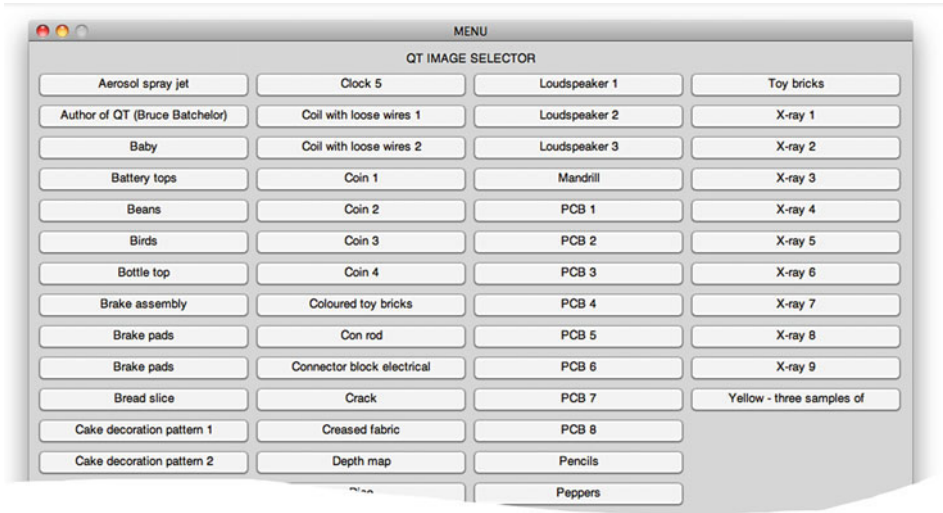 MENU
QT IMAGE SELECTOR
Aerosol spray jet
Author of QT (Bruce Batchelor)
Baby
Battery tops
Beans
Birds
Bottle top
Brake assembly
Brake pads
Brake pads
Bread slice
Cake decoration pattern 1
Cake decoration pattern 2
Clock 5
Coil with loose wires 1
Coil with loose wires 2
Coin 1
Coin 2
Coin 3
Coin 4
Coloured toy bricks
Con rod
Connector block electrical
Crack
Creased fabric
Depth map
Loudspeaker 1
Loudspeaker 2
Loudspeaker 3
Mandrill
PCB 1
PCB 2
PCB 3
PCB 4
PCB 5
PCB 6
PCB 7
PCB 8
Pencils
Peppers
Toy bricks
X-ray 1
X-ray 2
X-ray 3
X-ray 4
X-ray 5
X-ray 6
X-ray 7
X-ray 8
X-ray 9
Yellow - three samples of